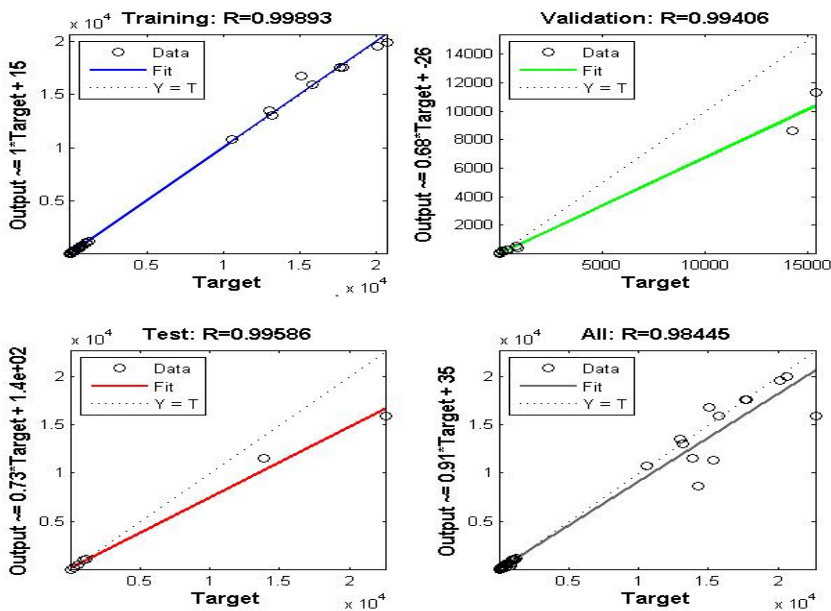 x 10^4
Training: R=0.99893
Output ~= 1*Target + 15
Data
Fit
Y = T
2
1.5
1
0.5
0.5
1
1.5
2
Target
x 10^4
Validation: R=0.99406
Output ~= 0.68*Target + -26
Data
Fit
Y = T
14000
12000
10000
8000
6000
4000
2000
5000
10000
15000
Target
x 10^4
Test: R=0.99586
Output ~= 0.73*Target + 1.4e+02
Data
Fit
Y = T
2
1.5
1
0.5
0.5
1
1.5
2
Target
x 10^4
x 10^4
All: R=0.98445
Output ~= 0.91*Target + 35
Data
Fit
Y = T
2
1.5
1
0.5
0.5
1
1.5
2
Target
x 10^4